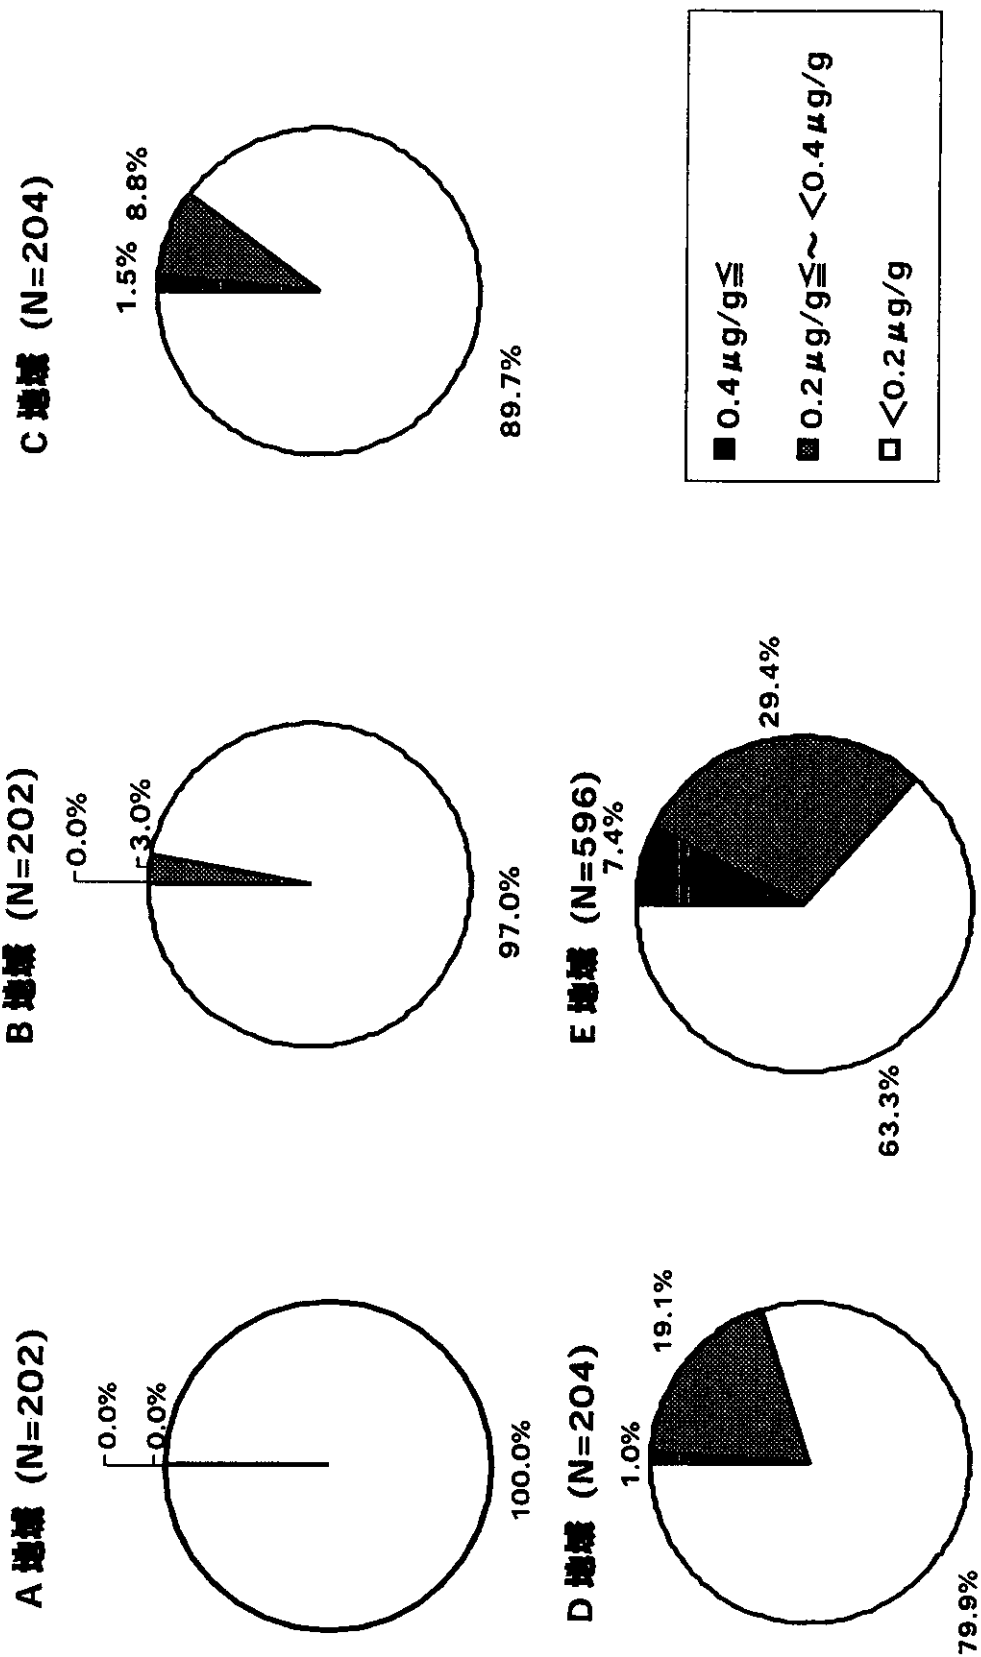 A 地域 (N=202)
0.0%
0.0%
100.0%
B 地域 (N=202)
0.0%
3.0%
97.0%
C 地域 (N=204)
1.5%
8.8%
89.7%
D 地域 (N=204)
1.0%
19.1%
79.9%
E 地域 (N=596)
7.4%
29.4%
63.3%
0.4μg/g≦
0.2μg/g≦~<0.4μg/g
<0.2μg/g